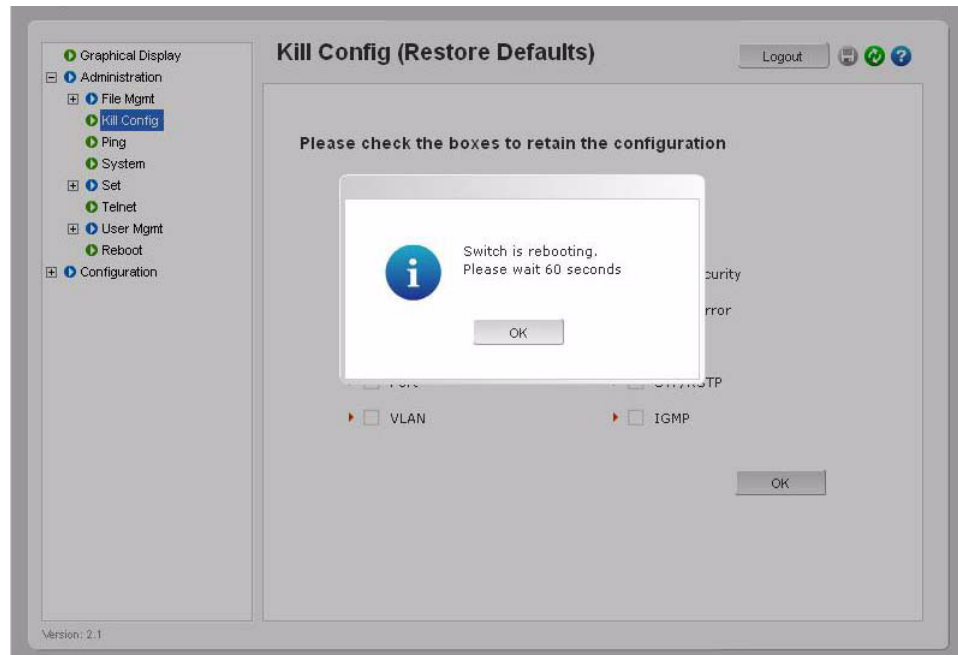 Graphical Display
Administration
File Mgmt
Kill Config
Ping
System
Set
Telnet
User Mgmt
Reboot
Configuration
Kill Config (Restore Defaults)
Logout
?
Please check the boxes to retain the configuration
i
Switch is rebooting.
Please wait 60 seconds
OK
curity
rror
VLAN
IGMP
OK
Version: 2.1